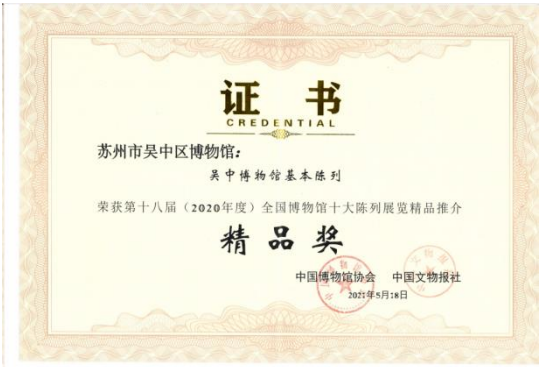 证 书
CREDENTIAL
苏州市吴中区博物馆：
吴中博物馆基本陈列
荣获第十八届（2020年度）全国博物馆十大陈列展览精品推介
精品奖
中国博物馆协会 中国文物报社
2021年5月18日